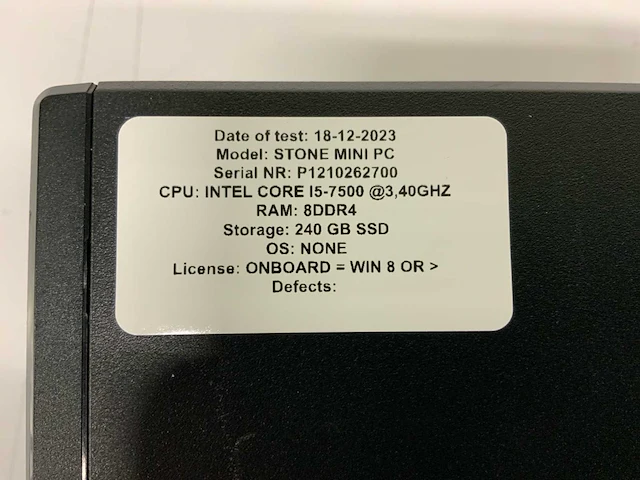 Date of test: 18-12-2023
Model: STONE MINI PC
Serial NR: P1210262700
CPU: INTEL CORE I5-7500 @3,40GHZ
RAM: 8DDR4
Storage: 240 GB SSD
OS: NONE
License: ONBOARD = WIN 8 OR >
Defects: